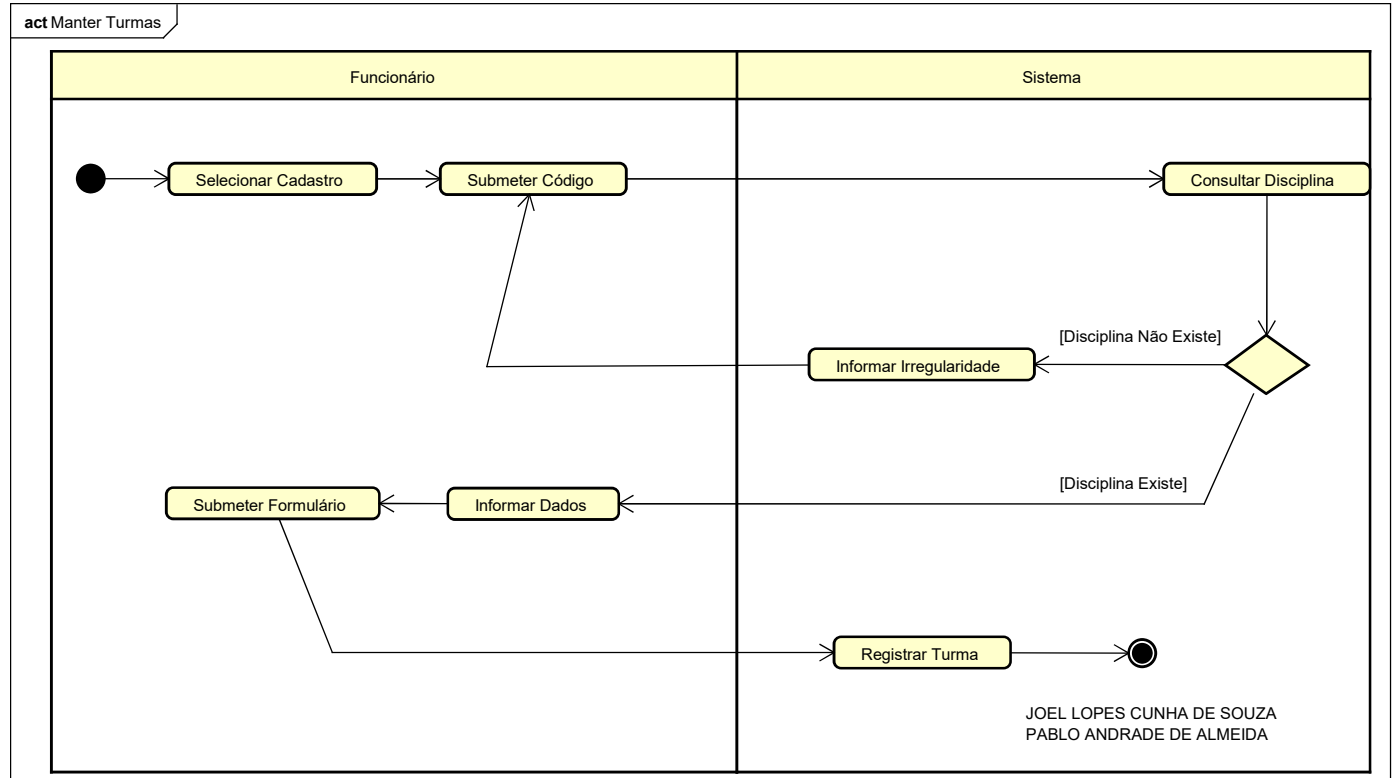 act Manter Turmas
Funcionário
Sistema
Selecionar Cadastro
Submeter Código
Consultar Disciplina
[Disciplina Não Existe]
Informar Irregularidade
[Disciplina Existe]
Submeter Formulário
Informar Dados
Registrar Turma
JOEL LOPES CUNHA DE SOUZA
PABLO ANDRADE DE ALMEIDA